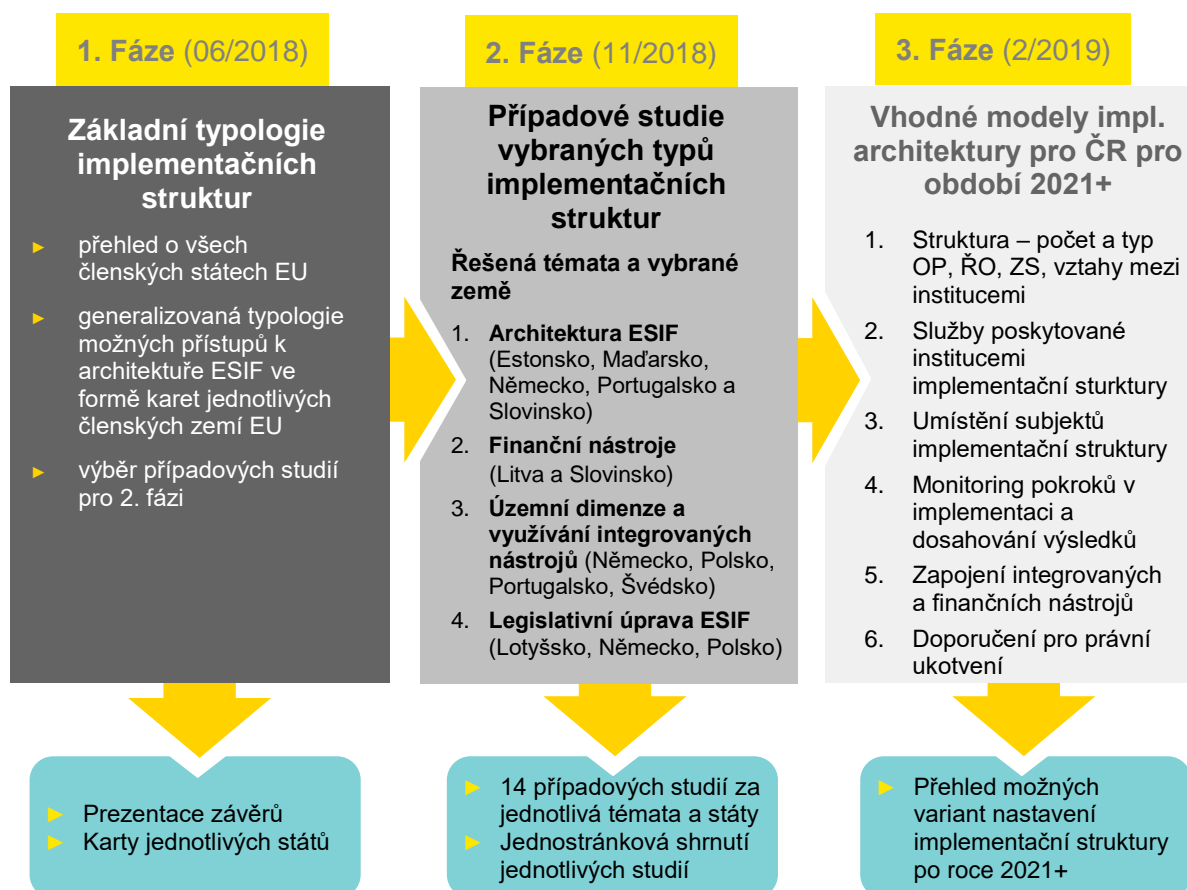 1. Fáze (06/2018)
Základní typologie
implementačních
struktur
► přehled o všech
členských státech EU
► generalizovaná typologie
možných přístupů k
architektuře ESIF ve
formě karet jednotlivých
členských zemí EU
► výběr případových studií
pro 2. fázi
► Prezentace závěrů
► Karty jednotlivých států
2. Fáze (11/2018)
Případové studie
vybraných typů
implementačních
struktur
Řešená témata a vybrané
země
1. Architektura ESIF
(Estonsko, Maďarsko,
Německo, Portugalsko a
Slovinsko)
2. Finanční nástroje
(Litva a Slovinsko)
3. Územní dimenze a
využívání integrovaných
nástrojů (Německo, Polsko,
Portugalsko, Švédsko)
4. Legislativní úprava ESIF
(Lotyšsko, Německo, Polsko)
► 14 případových studií za
jednotlivá témata a státy
► Jednostránková shrnutí
jednotlivých studií
3. Fáze (2/2019)
Vhodné modely impl.
architektury pro ČR pro
období 2021+
1. Struktura – počet a typ
OP, ŘO, ZS, vztahy mezi
institucemi
2. Služby poskytované
institucemi
implementační sturktury
3. Umístění subjektů
implementační struktury
4. Monitoring pokroků v
implementaci a
dosahování výsledků
5. Zapojení integrovaných
a finančních nástrojů
6. Doporučení pro právní
ukotvení
► Přehled možných
variant nastavení
implementační struktury
po roce 2021+